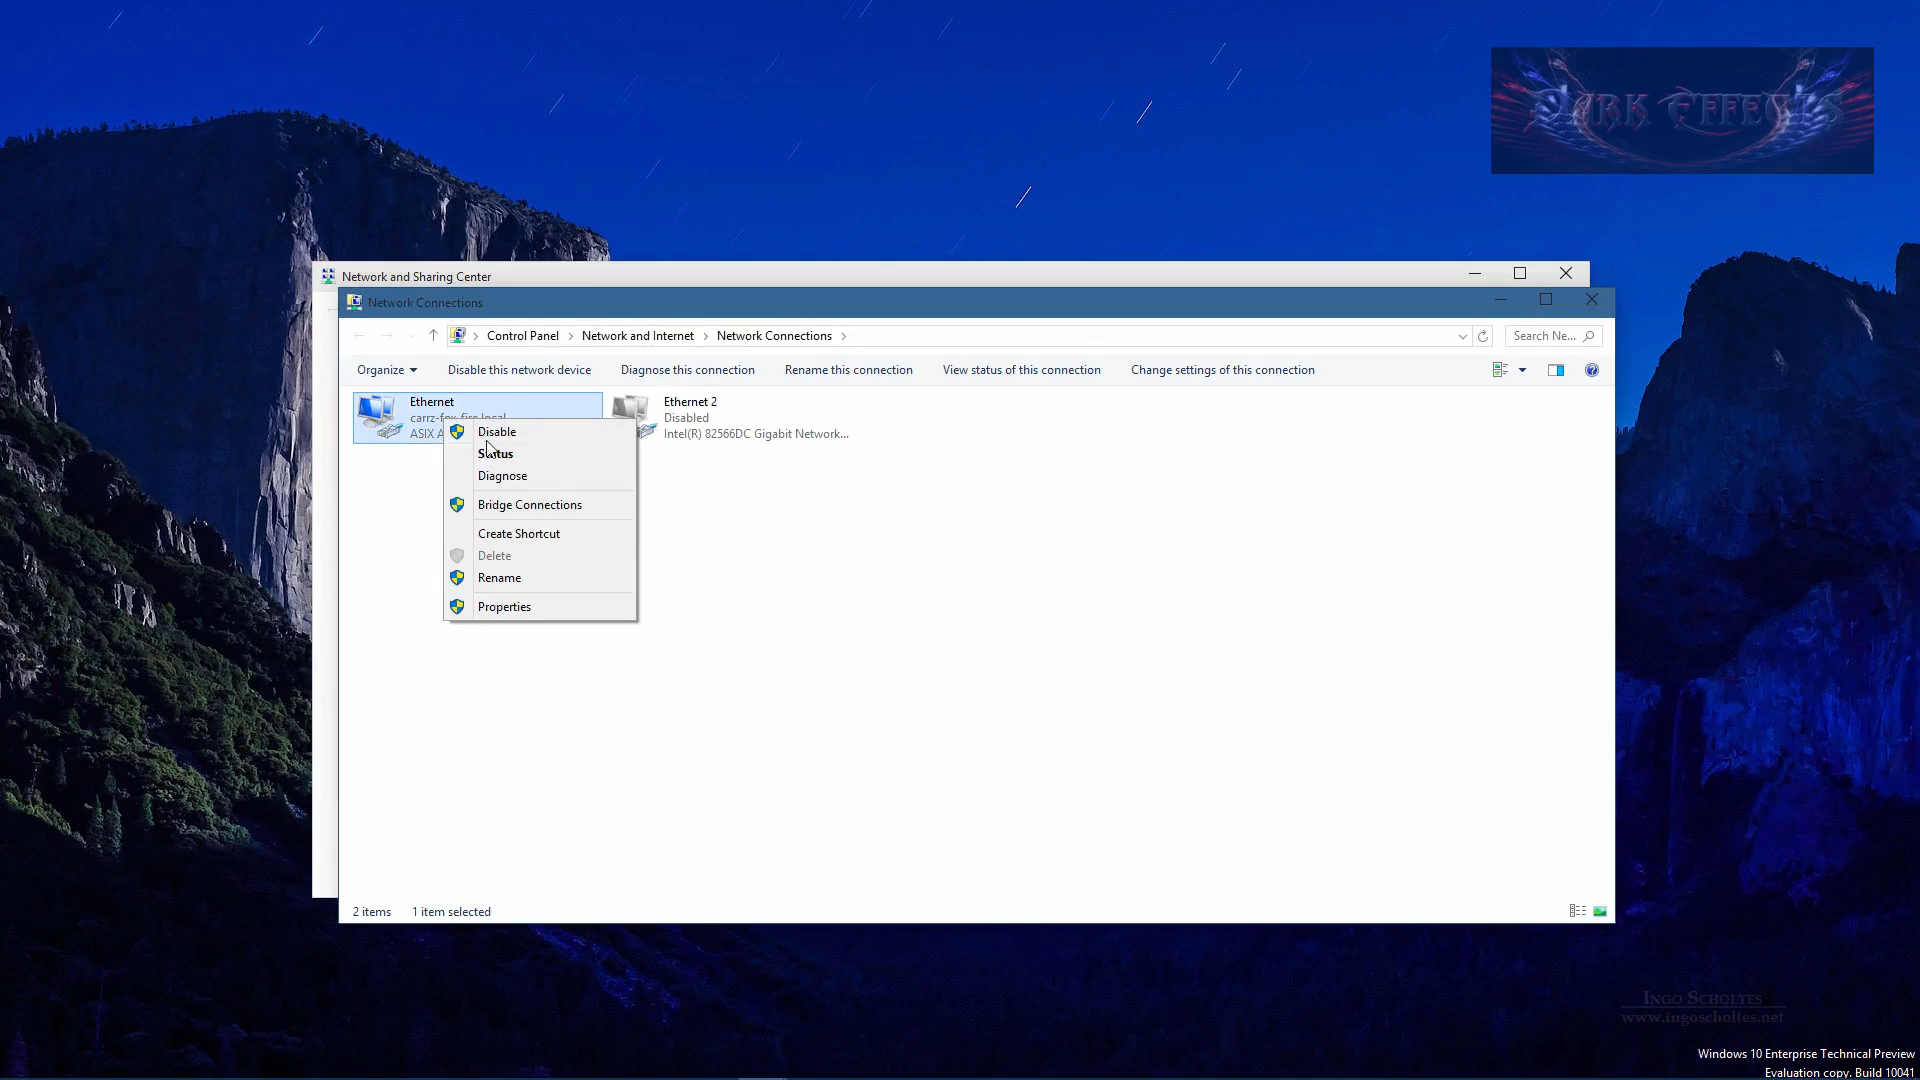 DARK EFFECTS
Network and Sharing Center
Network Connections
Control Panel > Network and Internet > Network Connections >
Search Ne...
Organize
Disable this network device
Diagnose this connection
Rename this connection
View status of this connection
Change settings of this connection
Ethernet
carrz-fox-fire.local
ASIX A
Ethernet 2
Disabled
Intel(R) 82566DC Gigabit Network...
Disable
Status
Diagnose
Bridge Connections
Create Shortcut
Delete
Rename
Properties
2 items
1 item selected
INGO SCHOLTES
www.ingoscholtes.net
Windows 10 Enterprise Technical Preview
Evaluation copy. Build 10041